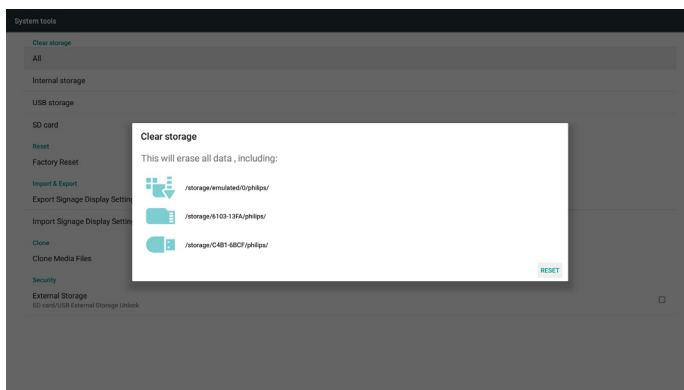 System tools
Clear storage
All
Internal storage
USB storage
SD card
Reset
Factory Reset
Import & Export
Export Signage Display Setting
Import Signage Display Setting
Clone
Clone Media Files
Security
External Storage
SD card/USB External Storage Unlock
Clear storage
This will erase all data , including:
/storage/emulated/0/philips/
/storage/6103-13FA/philips/
/storage/C4B1-6BCF/philips/
RESET